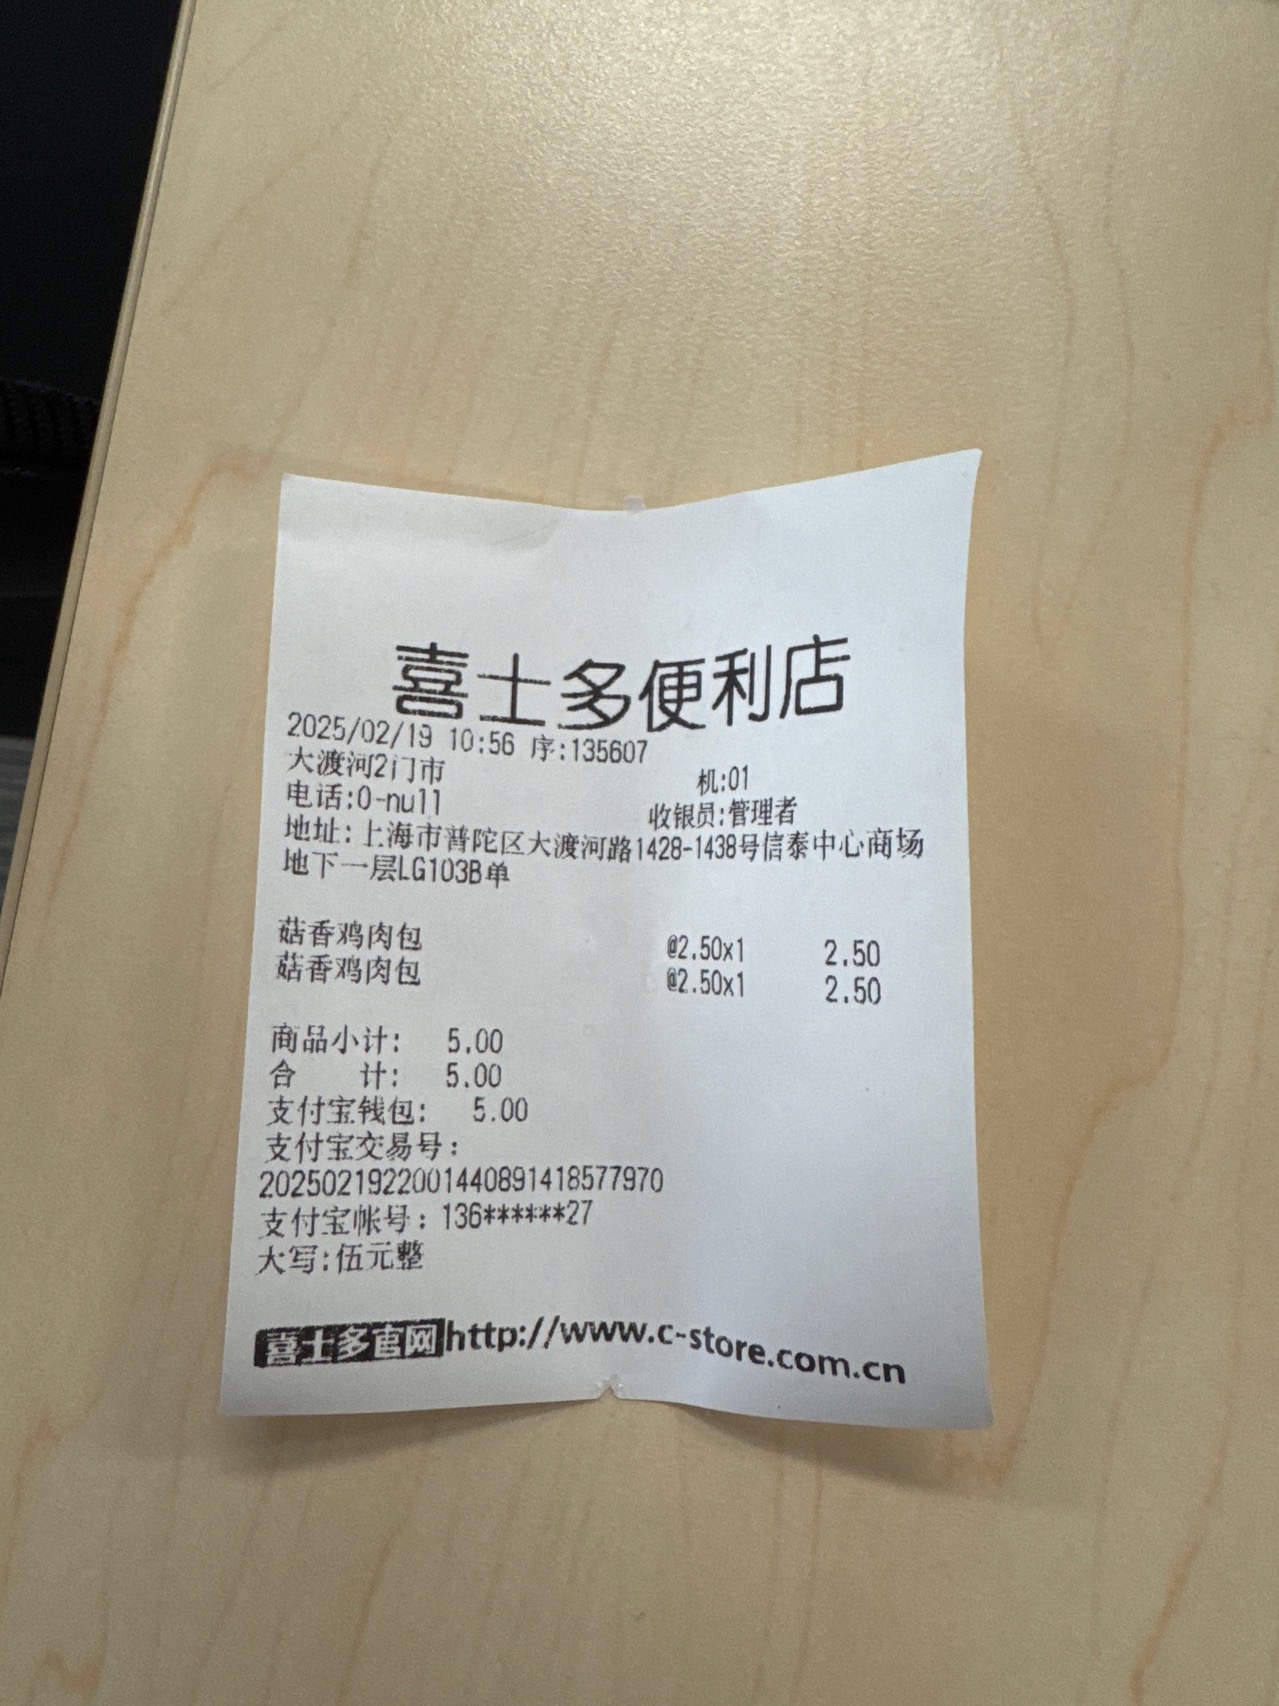 喜士多便利店
2025/02/19 10:56 序:135607
大渡河2门市 机:01
电话:0-null 收银员:管理者
地址:上海市普陀区大渡河路1428-1438号信泰中心商场
地下一层LG103B单
菇香鸡肉包 @2.50x1 2.50
菇香鸡肉包 @2.50x1 2.50
商品小计: 5.00
合 计: 5.00
支付宝钱包: 5.00
支付宝交易号:
2025021922001440891418577970
支付宝帐号:136******27
大写:伍元整
喜士多官网http://www.c-store.com.cn